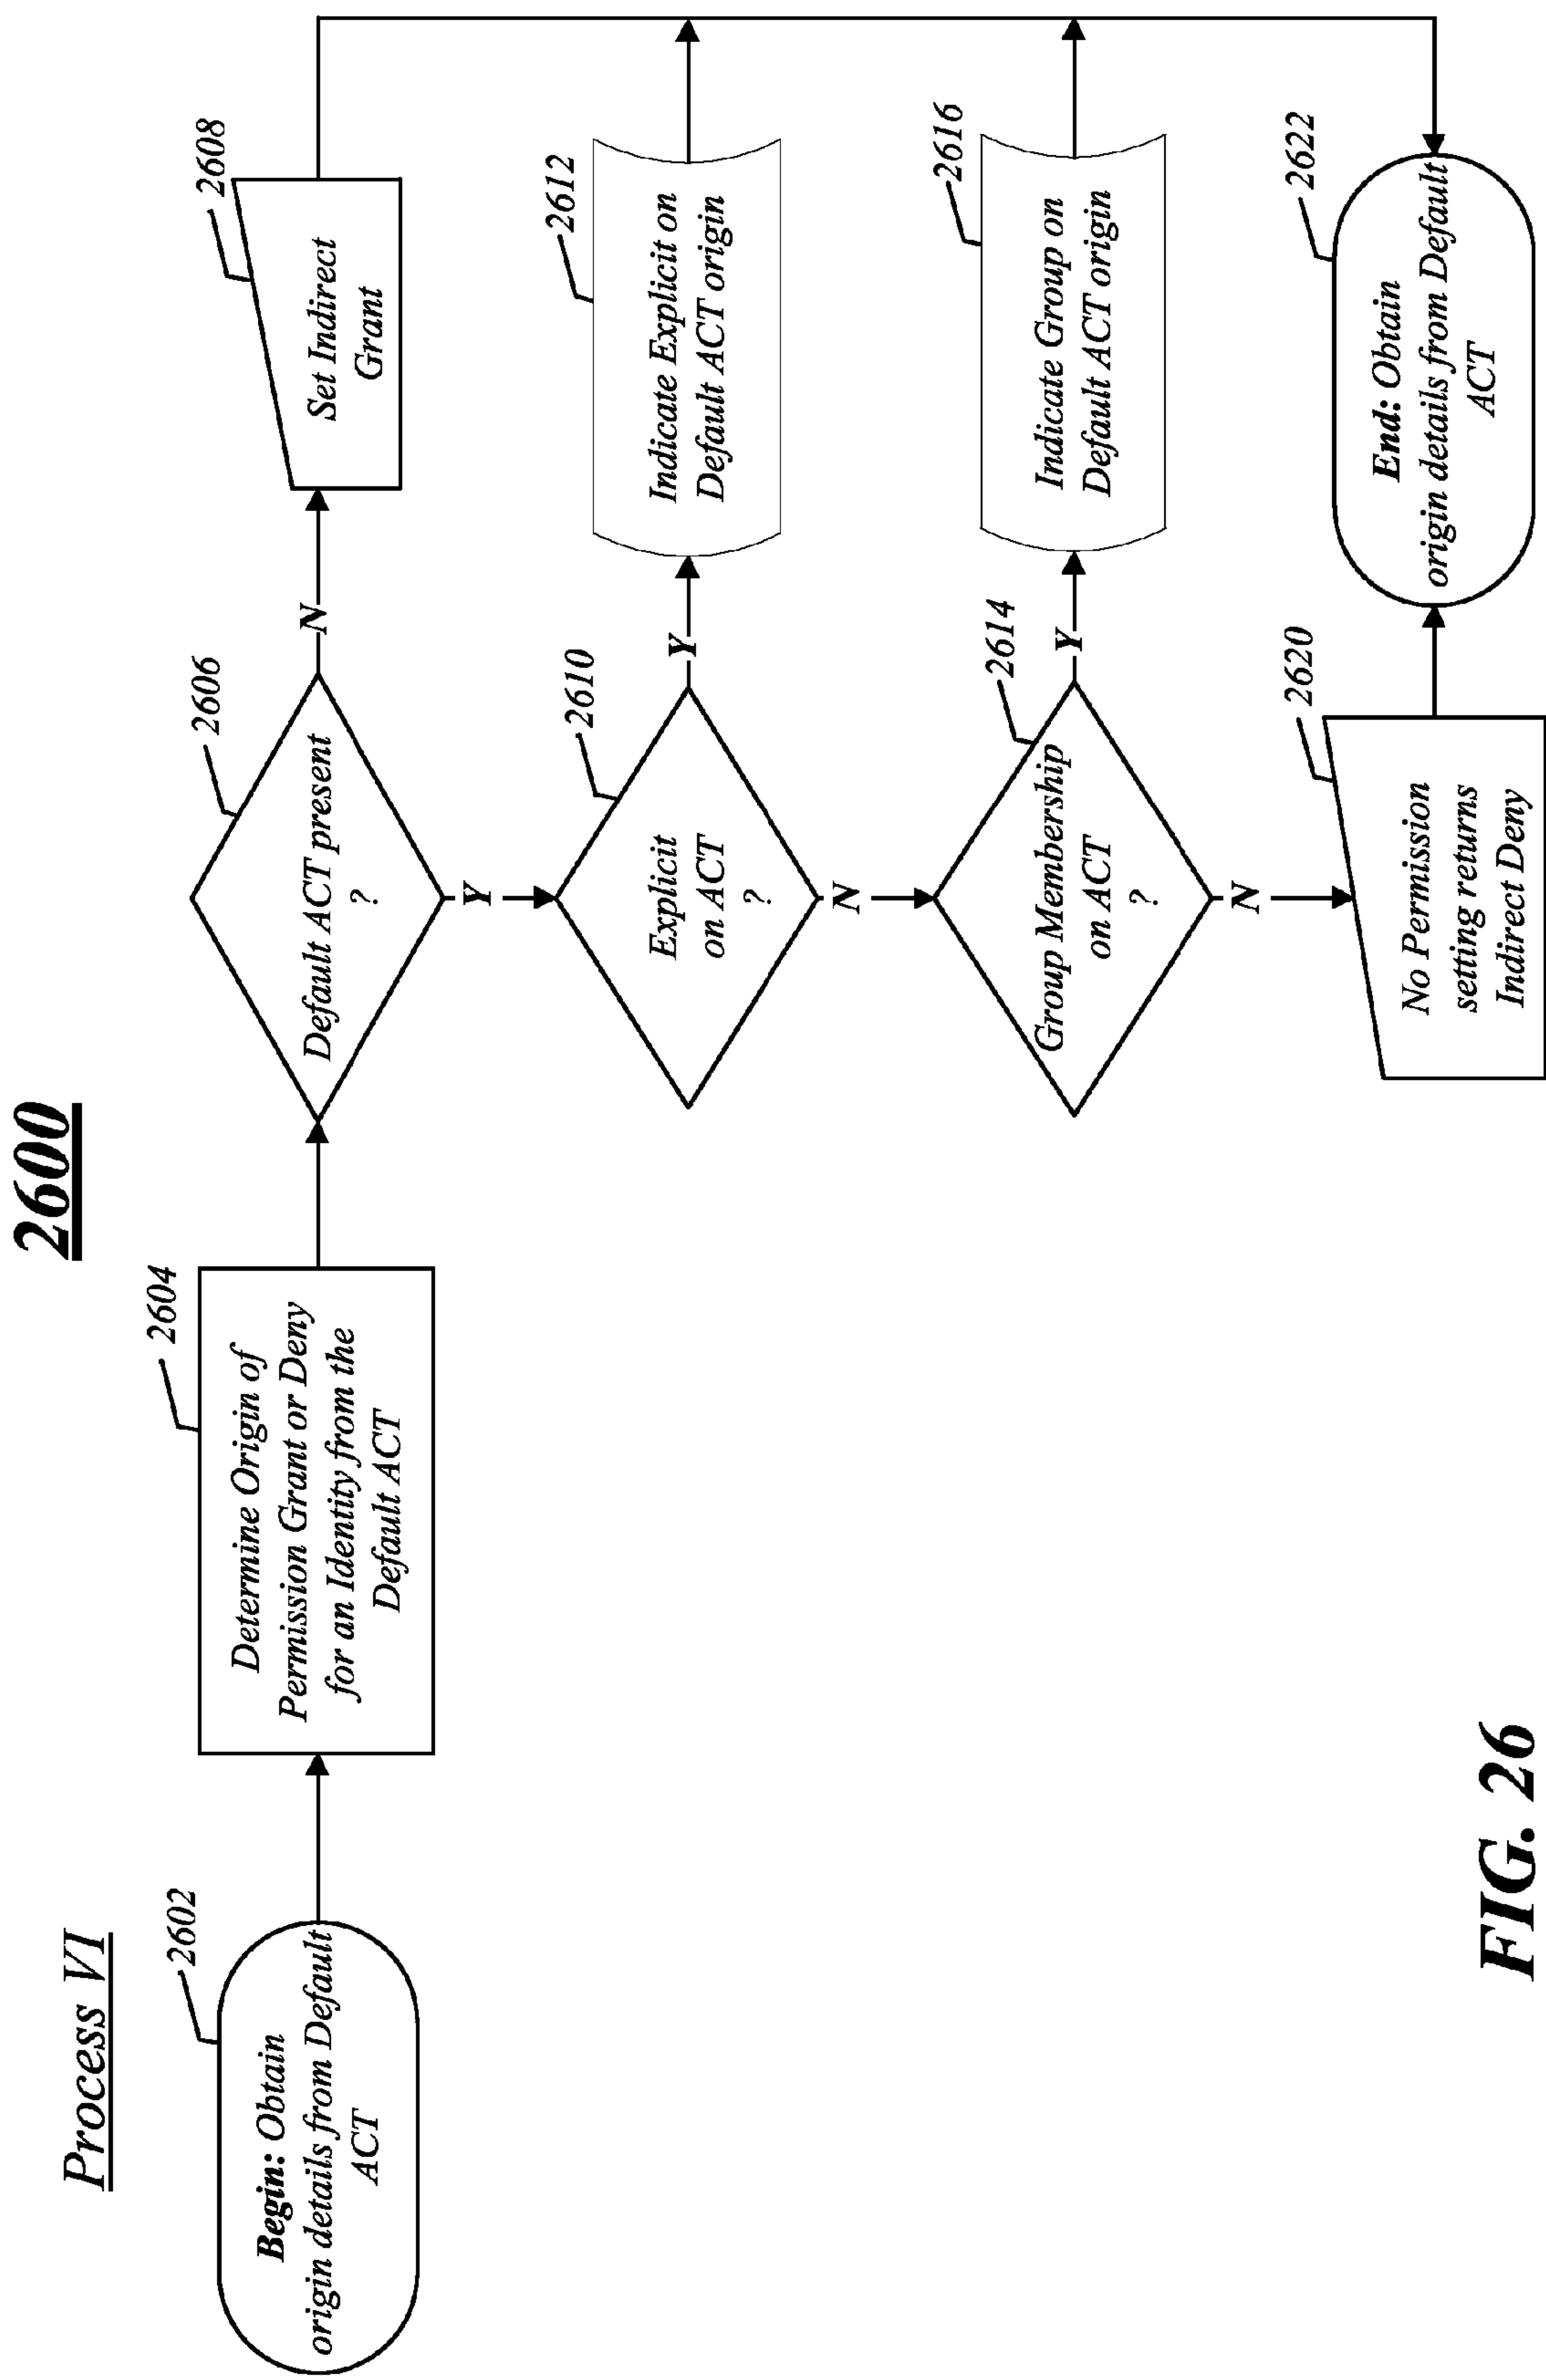 2600
Process VI
2602
Begin: Obtain
origin details from Default
ACT
2604
Determine Origin of
Permission Grant or Deny
for an Identity from the
Default ACT
2606
Default ACT present
?
N
2608
Set Indirect
Grant
Y
2610
Explicit
on ACT
?
Y
2612
Indicate Explicit on
Default ACT origin
N
2614
Group Membership
on ACT
?
Y
2616
Indicate Group on
Default ACT origin
N
2620
No Permission
setting returns
Indirect Deny
2622
End: Obtain
origin details from Default
ACT
FIG. 26